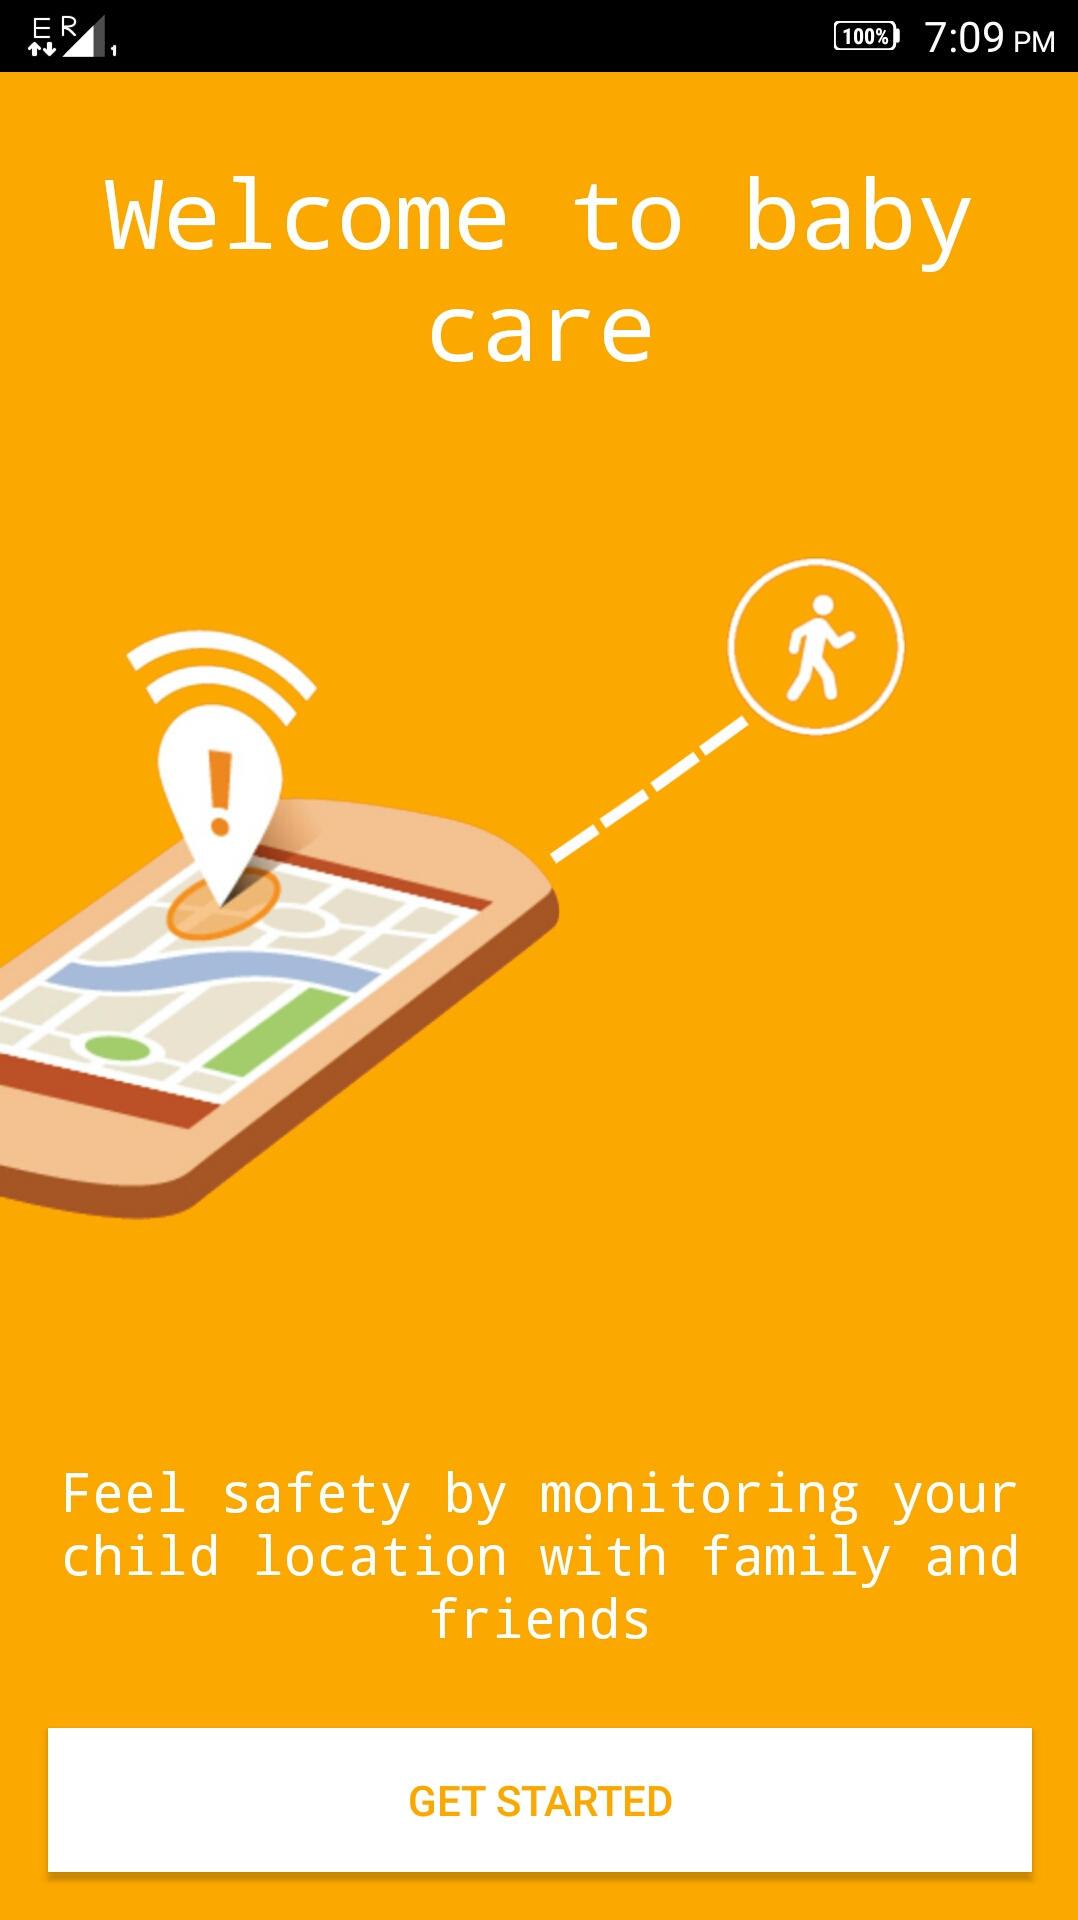 E R
1
100%
7:09 PM
Welcome to baby
care
!
Feel safety by monitoring your
child location with family and
friends
GET STARTED